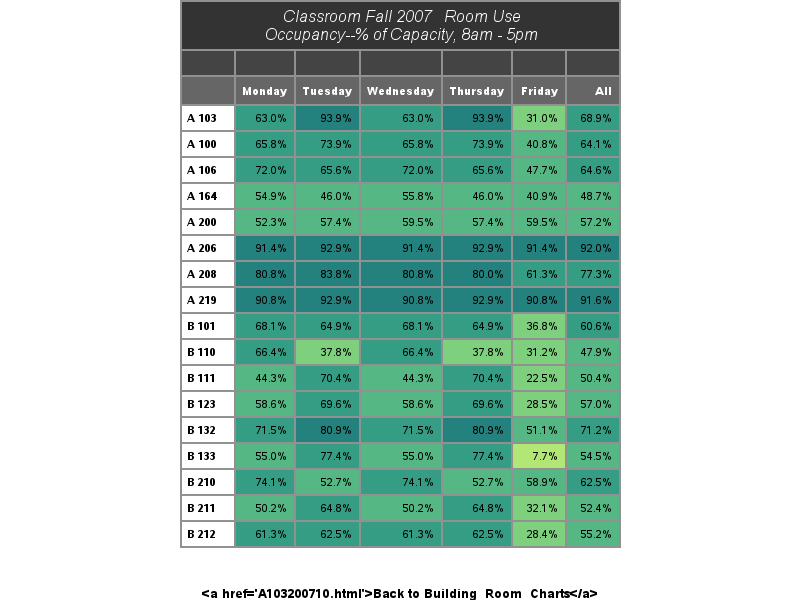 Classroom Fall 2007 Room Use
Occupancy--% of Capacity, 8am - 5pm
Monday Tuesday Wednesday Thursday Friday All
A 103 63.0% 93.9% 63.0% 93.9% 31.0% 68.9%
A 100 65.8% 73.9% 65.8% 73.9% 40.8% 64.1%
A 106 72.0% 65.6% 72.0% 65.6% 47.7% 64.6%
A 164 54.9% 46.0% 55.8% 46.0% 40.9% 48.7%
A 200 52.3% 57.4% 59.5% 57.4% 59.5% 57.2%
A 206 91.4% 92.9% 91.4% 92.9% 91.4% 92.0%
A 208 80.8% 83.8% 80.8% 80.0% 61.3% 77.3%
A 219 90.8% 92.9% 90.8% 92.9% 90.8% 91.6%
B 101 68.1% 64.9% 68.1% 64.9% 36.8% 60.6%
B 110 66.4% 37.8% 66.4% 37.8% 31.2% 47.9%
B 111 44.3% 70.4% 44.3% 70.4% 22.5% 50.4%
B 123 58.6% 69.6% 58.6% 69.6% 28.5% 57.0%
B 132 71.5% 80.9% 71.5% 80.9% 51.1% 71.2%
B 133 55.0% 77.4% 55.0% 77.4% 7.7% 54.5%
B 210 74.1% 52.7% 74.1% 52.7% 58.9% 62.5%
B 211 50.2% 64.8% 50.2% 64.8% 32.1% 52.4%
B 212 61.3% 62.5% 61.3% 62.5% 28.4% 55.2%
<a href='A103200710.html'>Back to Building_Room_Charts</a>